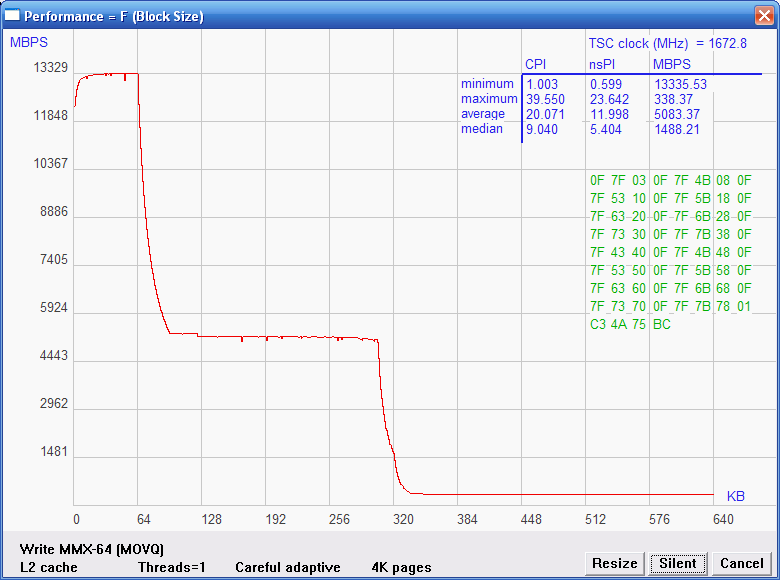 Performance = F (Block Size)
MBPS
TSC clock (MHz) = 1672.8
CPI nsPI MBPS
minimum 1.003 0.599 13335.53
maximum 39.550 23.642 338.37
average 20.071 11.998 5083.37
median 9.040 5.404 1488.21
13329
11848
10367
8886
7405
5924
4443
2962
1481
0F 7F 03 0F 7F 4B 08 0F
7F 53 10 0F 7F 5B 18 0F
7F 63 20 0F 7F 6B 28 0F
7F 73 30 0F 7F 7B 38 0F
7F 43 40 0F 7F 4B 48 0F
7F 53 50 0F 7F 5B 58 0F
7F 63 60 0F 7F 6B 68 0F
7F 73 70 0F 7F 7B 78 01
C3 4A 75 BC
KB
0 64 128 192 256 320 384 448 512 576 640
Write MMX-64 (MOVQ)
L2 cache Threads=1 Careful adaptive 4K pages
Resize Silent Cancel